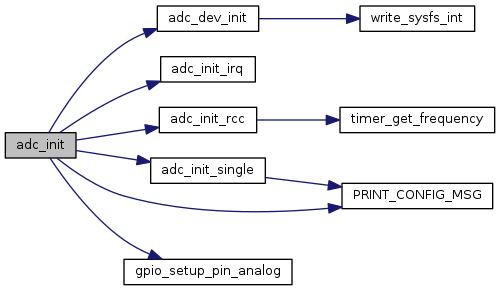 adc_dev_init
write_sysfs_int
adc_init_irq
adc_init_rcc
timer_get_frequency
adc_init
adc_init_single
PRINT_CONFIG_MSG
gpio_setup_pin_analog